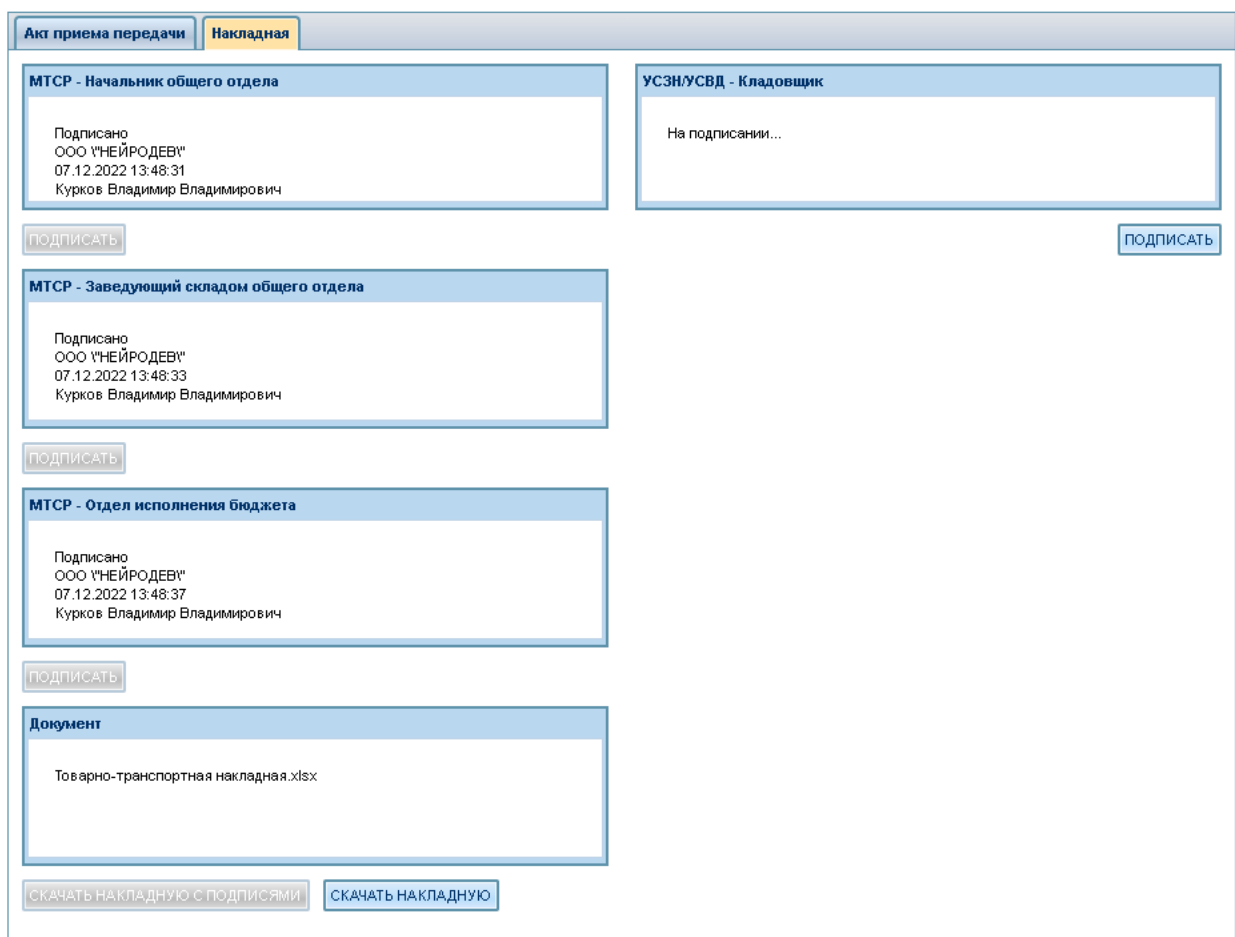 Акт приема передачи
Накладная
МТСР - Начальник общего отдела
Подписано
ООО \"НЕЙРОДЕВ\"
07.12.2022 13:48:31
Курков Владимир Владимирович
ПОДПИСАТЬ
УСЗН/УСВД - Кладовщик
На подписании...
ПОДПИСАТЬ
МТСР - Заведующий складом общего отдела
Подписано
ООО \"НЕЙРОДЕВ\"
07.12.2022 13:48:33
Курков Владимир Владимирович
ПОДПИСАТЬ
МТСР - Отдел исполнения бюджета
Подписано
ООО \"НЕЙРОДЕВ\"
07.12.2022 13:48:37
Курков Владимир Владимирович
ПОДПИСАТЬ
Документ
Товарно-транспортная накладная.xlsx
СКАЧАТЬ НАКЛАДНУЮ С ПОДПИСЯМИ
СКАЧАТЬ НАКЛАДНУЮ